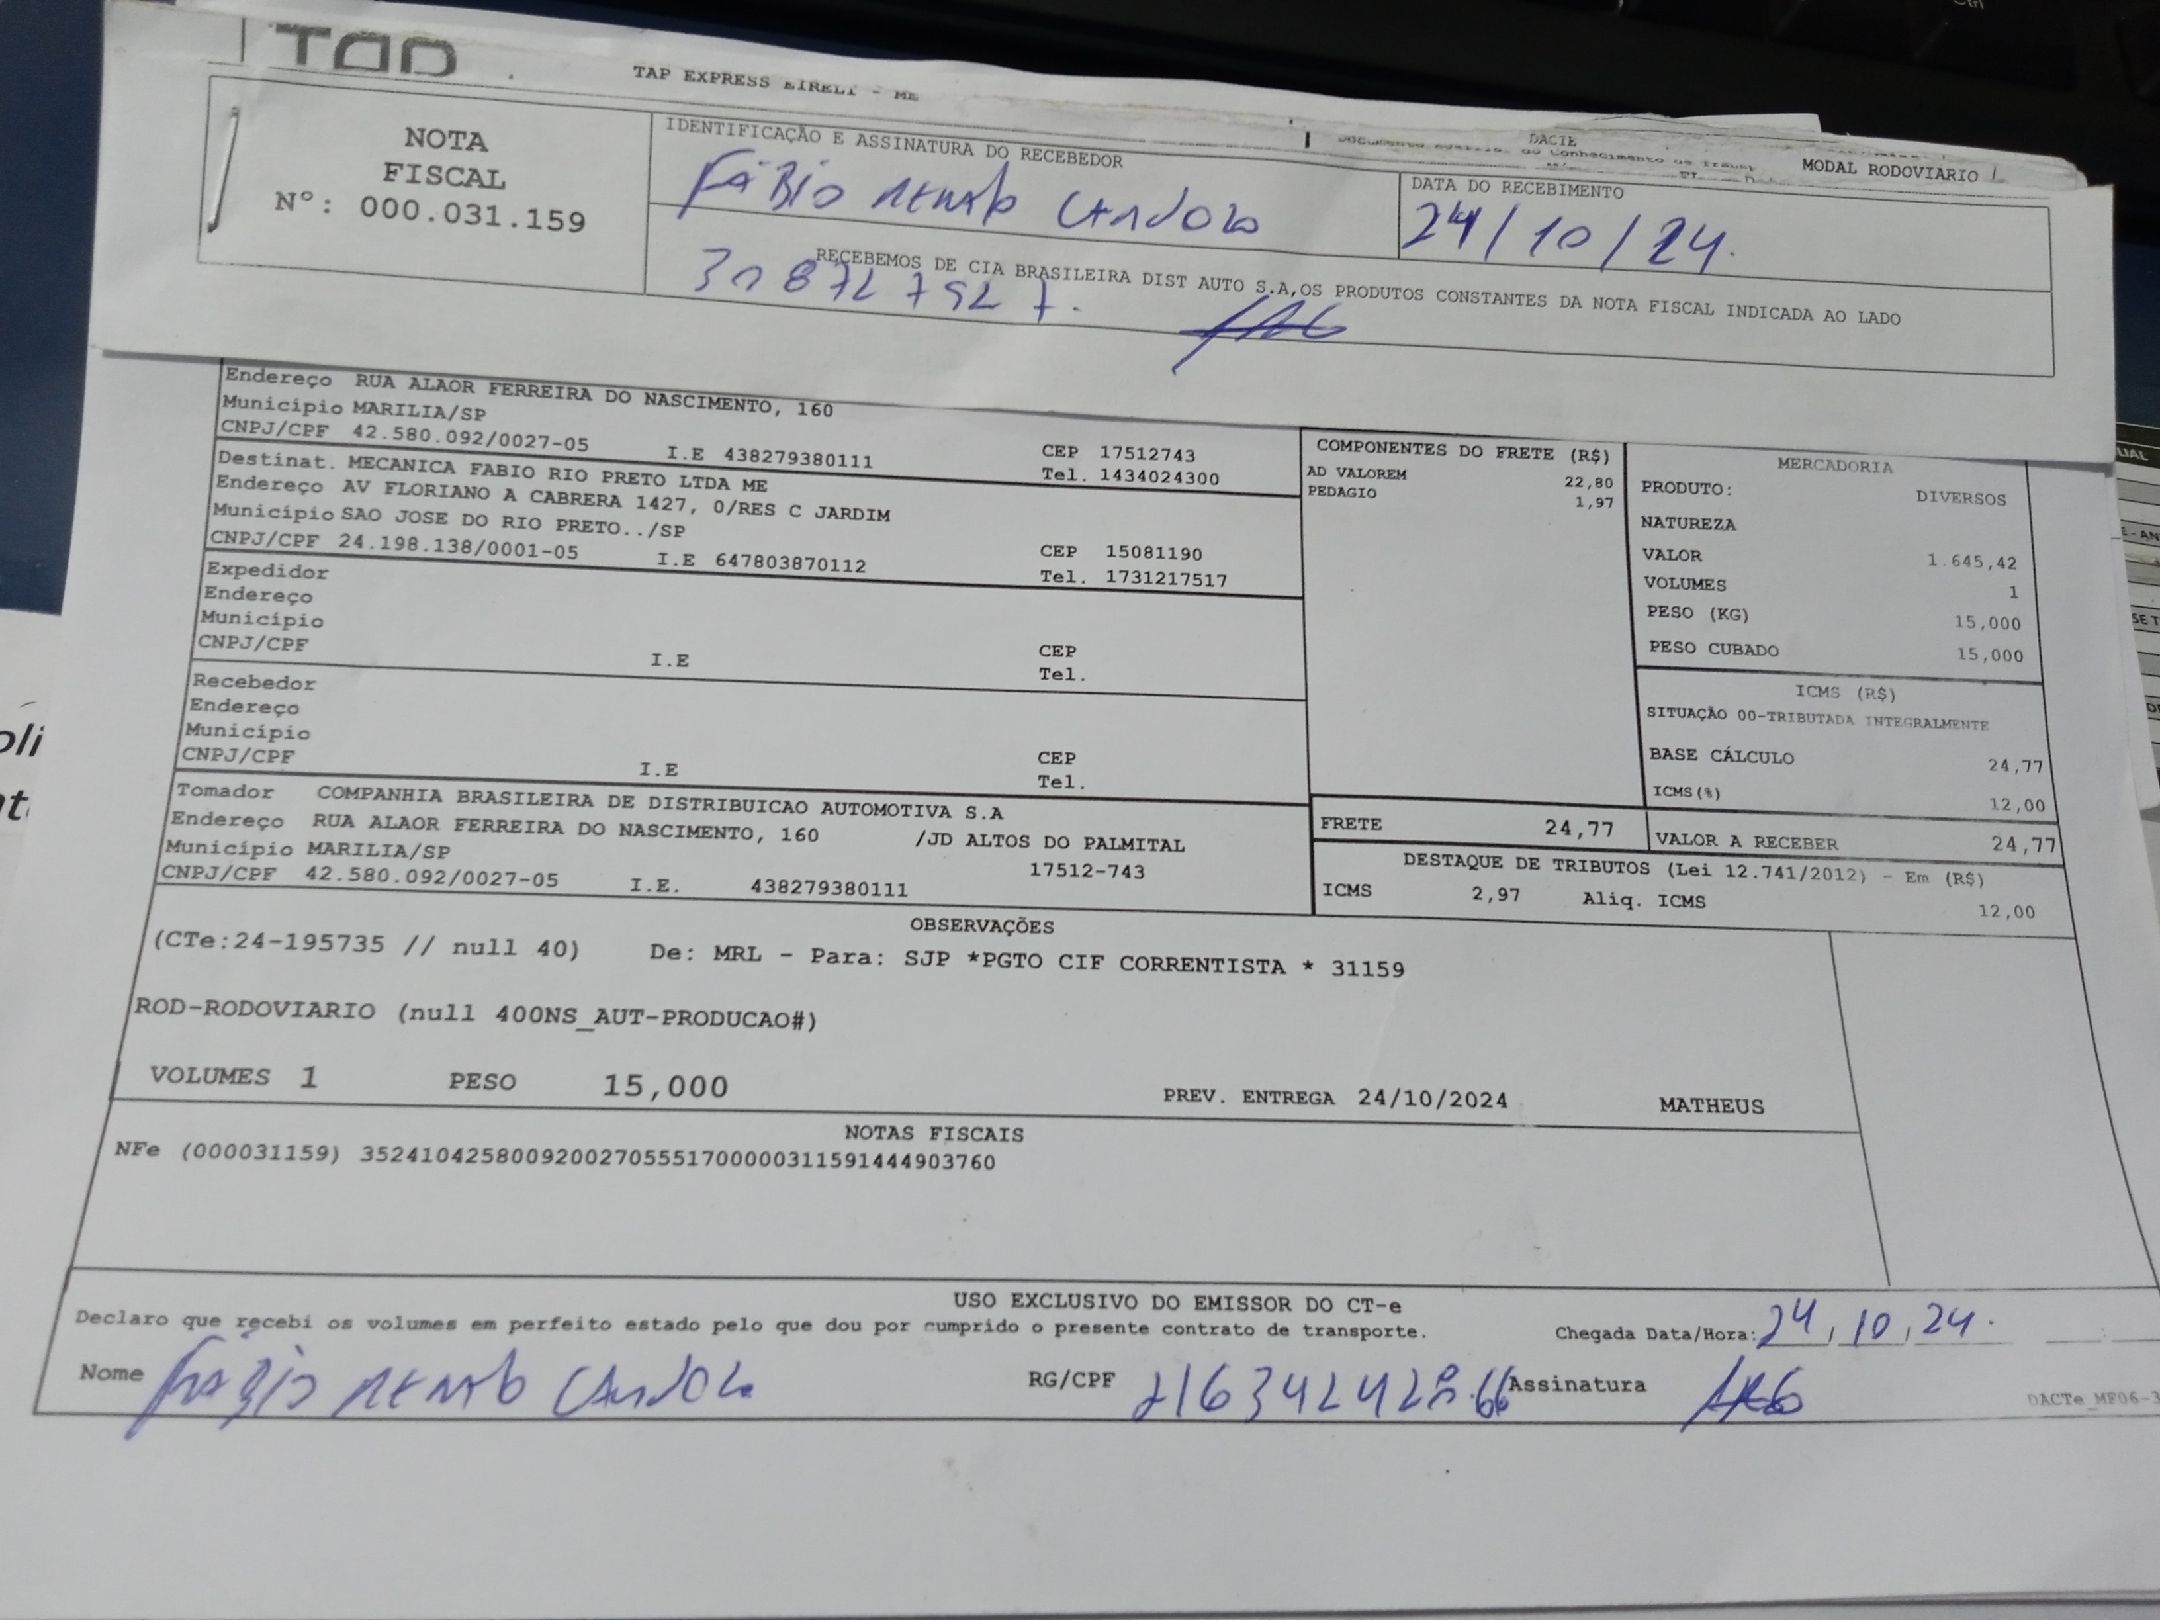 TAP EXPRESS EIRELI - ME
DACTE
MODAL RODOVIARIO
NOTA
FISCAL
Nº: 000.031.159
IDENTIFICAÇÃO E ASSINATURA DO RECEBEDOR
Fábio Renato
DATA DO RECEBIMENTO
24/10/24.
RECEBEMOS DE CIA BRASILEIRA DIST AUTO S.A,OS PRODUTOS CONSTANTES DA NOTA FISCAL INDICADA AO LADO
Endereço RUA ALAOR FERREIRA DO NASCIMENTO, 160
Município MARILIA/SP CEP 17512743
CNPJ/CPF 42.580.092/0027-05 I.E 438279380111 Tel. 1434024300
Destinat. MECANICA FABIO RIO PRETO LTDA ME
Endereço AV FLORIANO A CABRERA 1427, 0/RES C JARDIM
Município SAO JOSE DO RIO PRETO../SP CEP 15081190
CNPJ/CPF 24.198.138/0001-05 I.E 647803870112 Tel. 1731217517
Expedidor
Endereço
Município CEP
CNPJ/CPF I.E Tel.
Recebedor
Endereço
Município CEP
CNPJ/CPF I.E Tel.
Tomador COMPANHIA BRASILEIRA DE DISTRIBUICAO AUTOMOTIVA S.A
Endereço RUA ALAOR FERREIRA DO NASCIMENTO, 160 /JD ALTOS DO PALMITAL
Município MARILIA/SP 17512-743
CNPJ/CPF 42.580.092/0027-05 I.E. 438279380111
COMPONENTES DO FRETE (R$)
AD VALOREM 22,80
PEDAGIO 1,97
MERCADORIA
PRODUTO: DIVERSOS
NATUREZA
VALOR 1.645,42
VOLUMES 1
PESO (KG) 15,000
PESO CUBADO 15,000
ICMS (R$)
SITUAÇÃO 00-TRIBUTADA INTEGRALMENTE
BASE CÁLCULO 24,77
ICMS(%) 12,00
FRETE 24,77 VALOR A RECEBER 24,77
DESTAQUE DE TRIBUTOS (Lei 12.741/2012) - Em (R$)
ICMS 2,97 Aliq. ICMS 12,00
OBSERVAÇÕES
(CTe:24-195735 // null 40) De: MRL - Para: SJP *PGTO CIF CORRENTISTA * 31159
ROD-RODOVIARIO (null 400NS_AUT-PRODUCAO#)
VOLUMES 1 PESO 15,000 PREV. ENTREGA 24/10/2024 MATHEUS
NOTAS FISCAIS
NFe (000031159) 35241042580092002705551700000311591444903760
USO EXCLUSIVO DO EMISSOR DO CT-e
Declaro que recebi os volumes em perfeito estado pelo que dou por cumprido o presente contrato de transporte. Chegada Data/Hora: 24/10/24.
Nome Fábio Renato RG/CPF Assinatura
DACTe_MF06-3